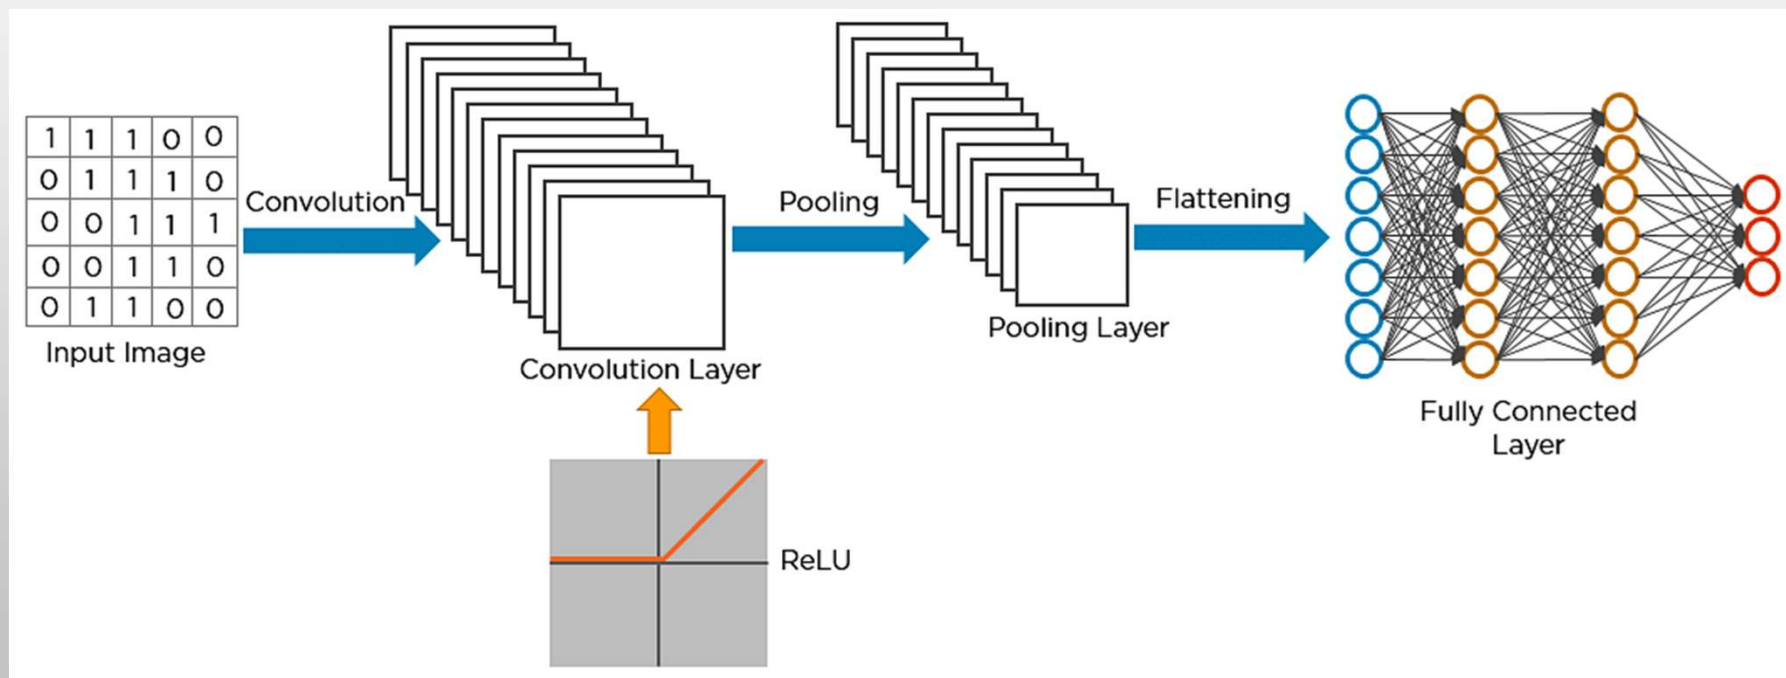 1 1 1 0 0
0 1 1 1 0
0 0 1 1 1
0 0 1 1 0
0 1 1 0 0
Input Image
Convolution
Convolution Layer
ReLU
Pooling
Pooling Layer
Flattening
Fully Connected
Layer